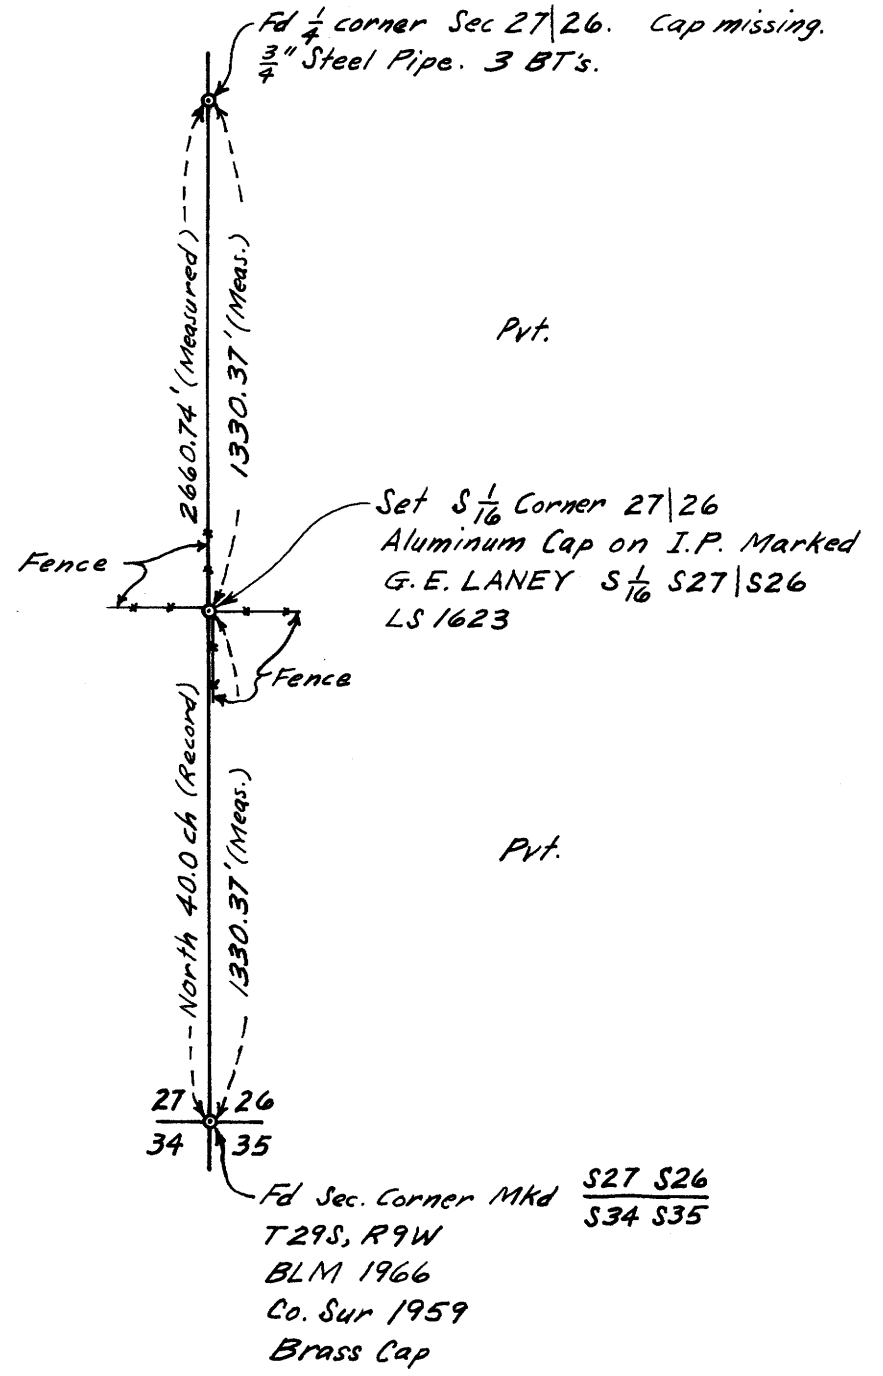 Fd 1/4 corner Sec 27|26. Cap missing.
3/4" Steel Pipe. 3 BT's.
2660.74' (Measured)
1330.37' (Meas.)
Pvt.
Set S 1/16 Corner 27|26
Aluminum Cap on I.P. Marked
G.E. LANEY S 1/16 S27|S26
LS 1623
Fence
Fence
North 40.0 ch (Record)
1330.37' (Meas.)
Pvt.
27 26
34 35
Fd Sec. Corner Mkd S27 S26
S34 S35
T29S, R9W
BLM 1966
Co. Sur 1959
Brass Cap